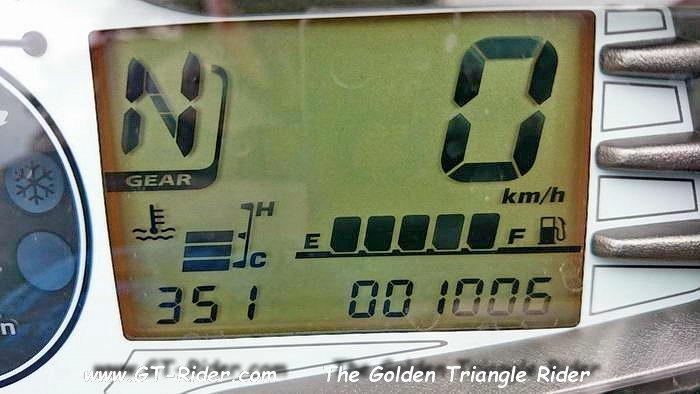 N 0
GEAR
km/h
H
E F
C
351 001006
www.GT-Rider.com The Golden Triangle Rider